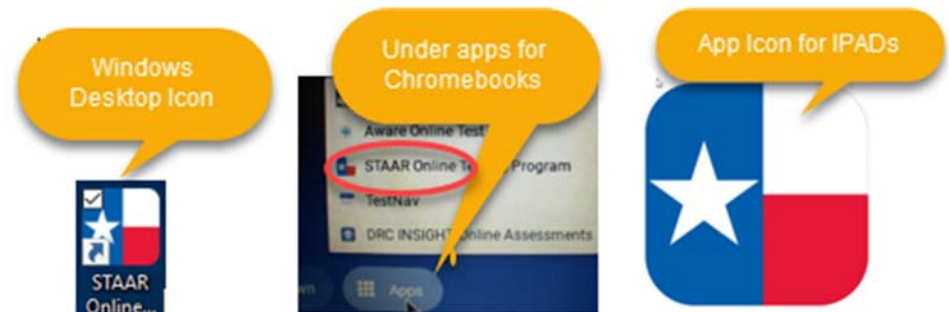 Windows
Desktop Icon
STAAR
Online...
Under apps for
Chromebooks
Aware Online Test
STAAR Online Te Program
TestNav
DRC INSIGHT Online Assessments
wn
Apps
App Icon for IPADs